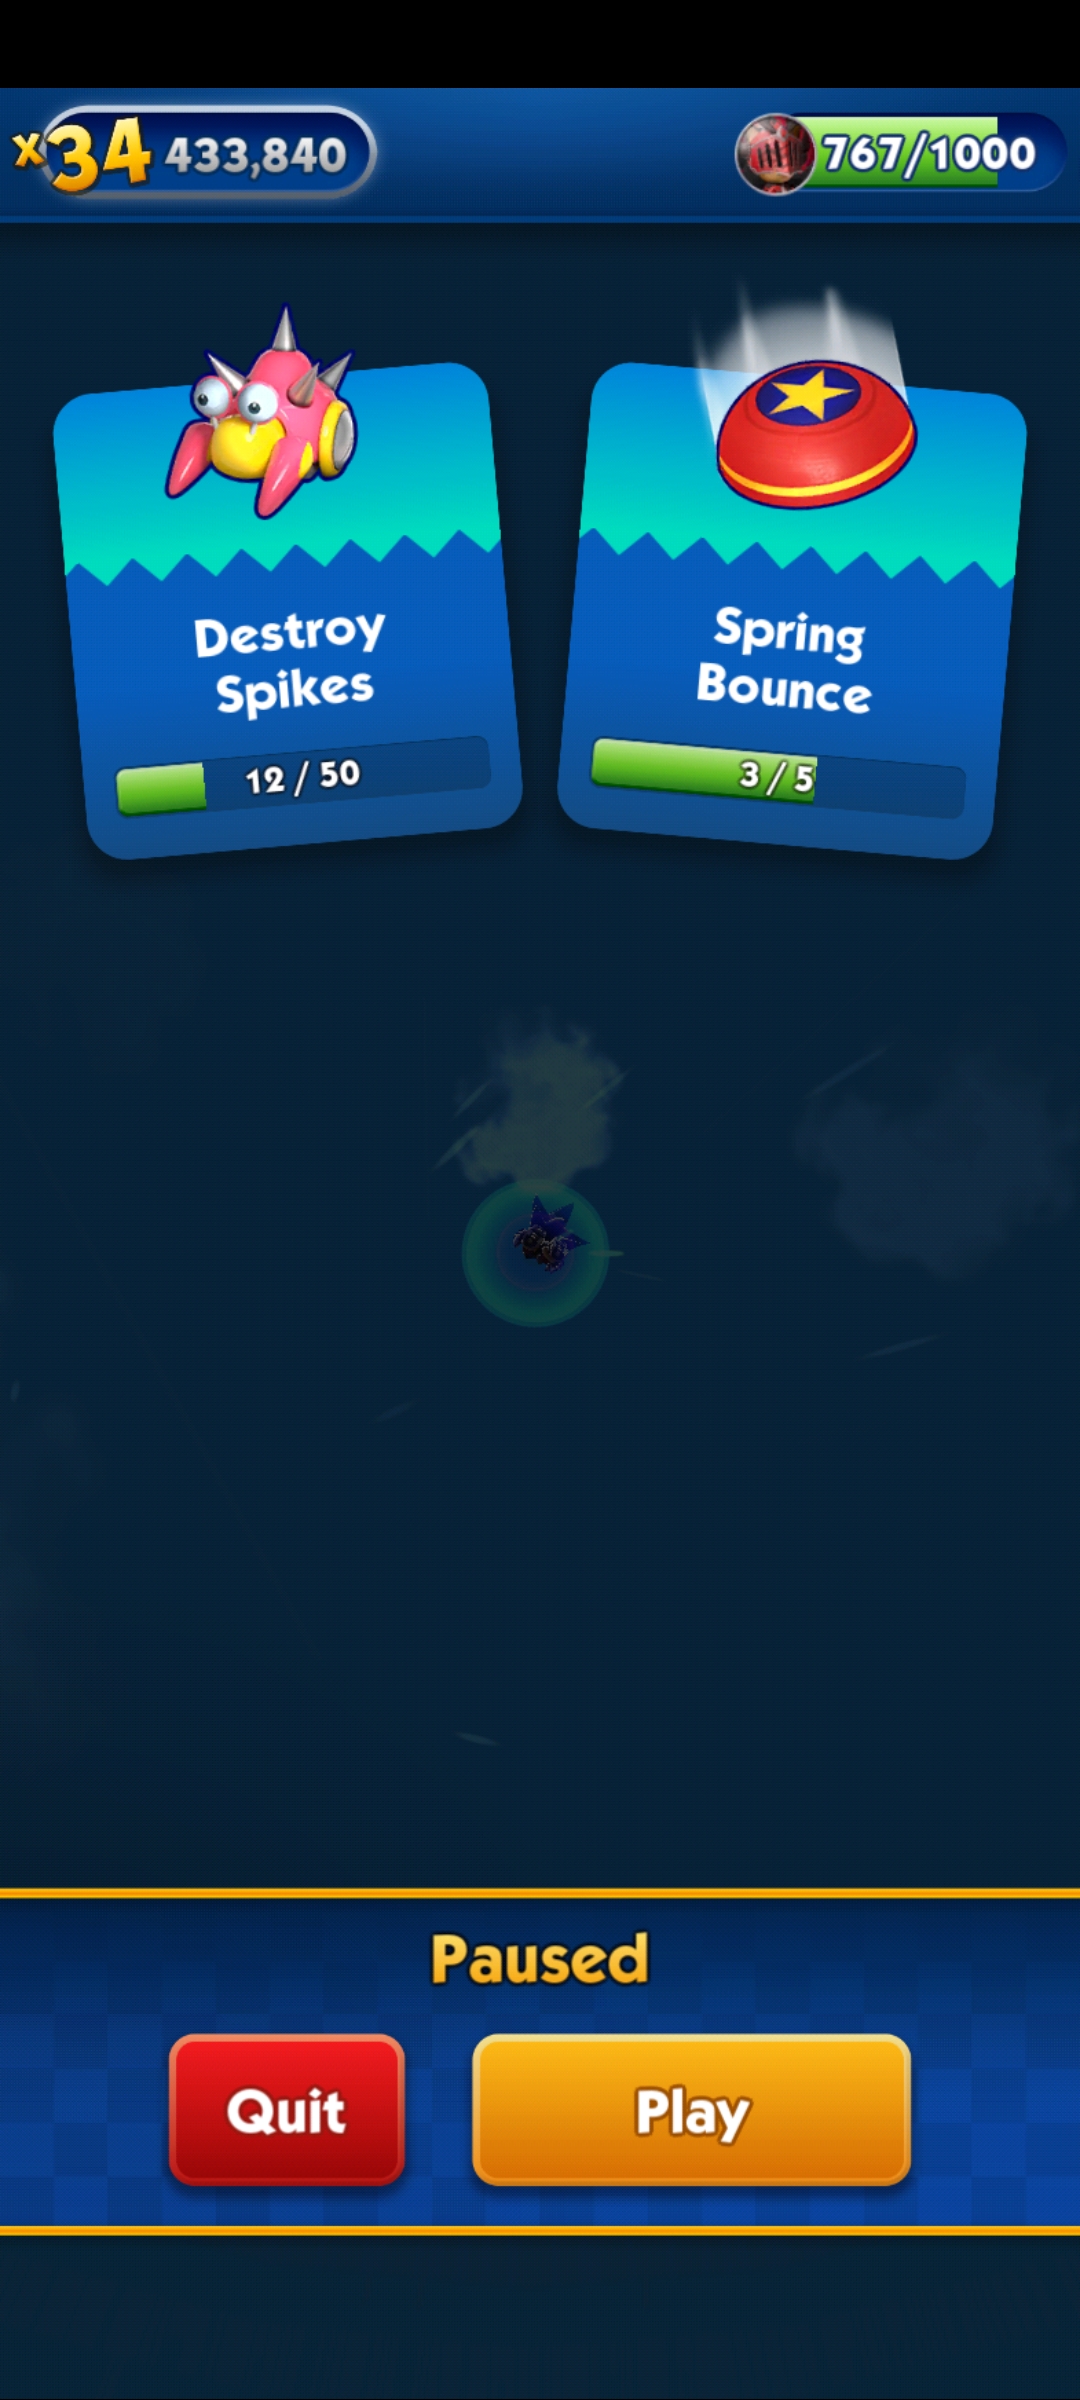 x34 433,840
767/1000
Destroy
Spikes
12 / 50
Spring
Bounce
3 / 5
Paused
Quit
Play